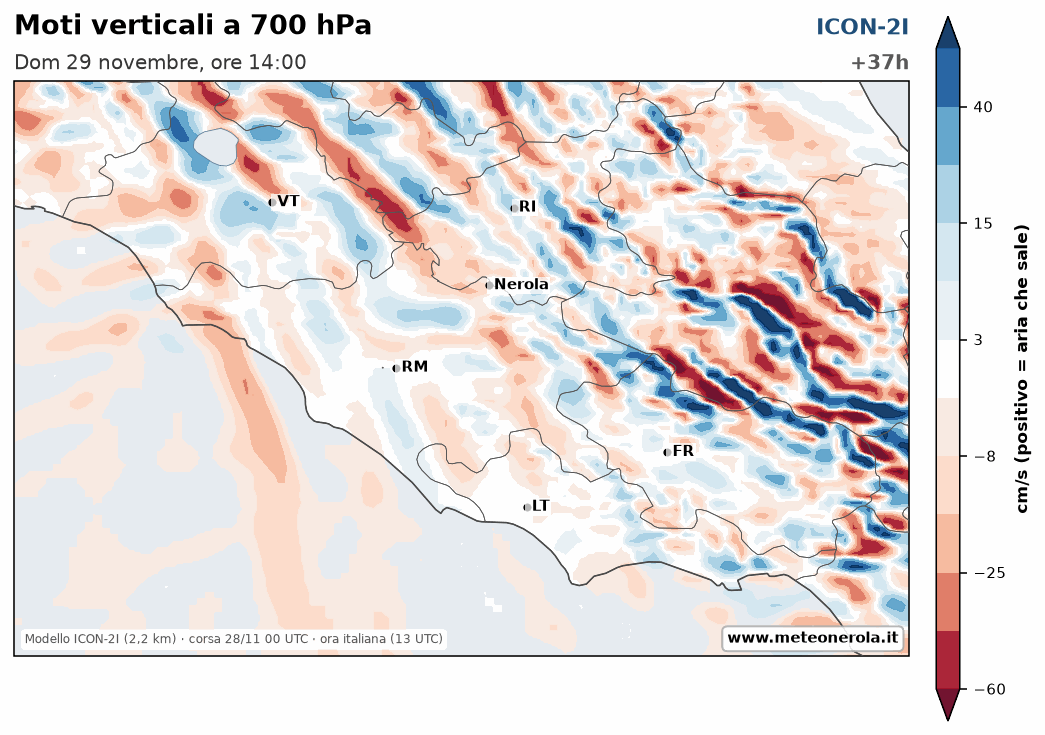 Moti verticali a 700 hPa
ICON-2I
Dom 29 novembre, ore 14:00
+37h
VT
RI
Nerola
RM
FR
LT
40
15
3
−8
−25
−60
cm/s (positivo = aria che sale)
Modello ICON-2I (2,2 km) · corsa 28/11 00 UTC · ora italiana (13 UTC)
www.meteonerola.it